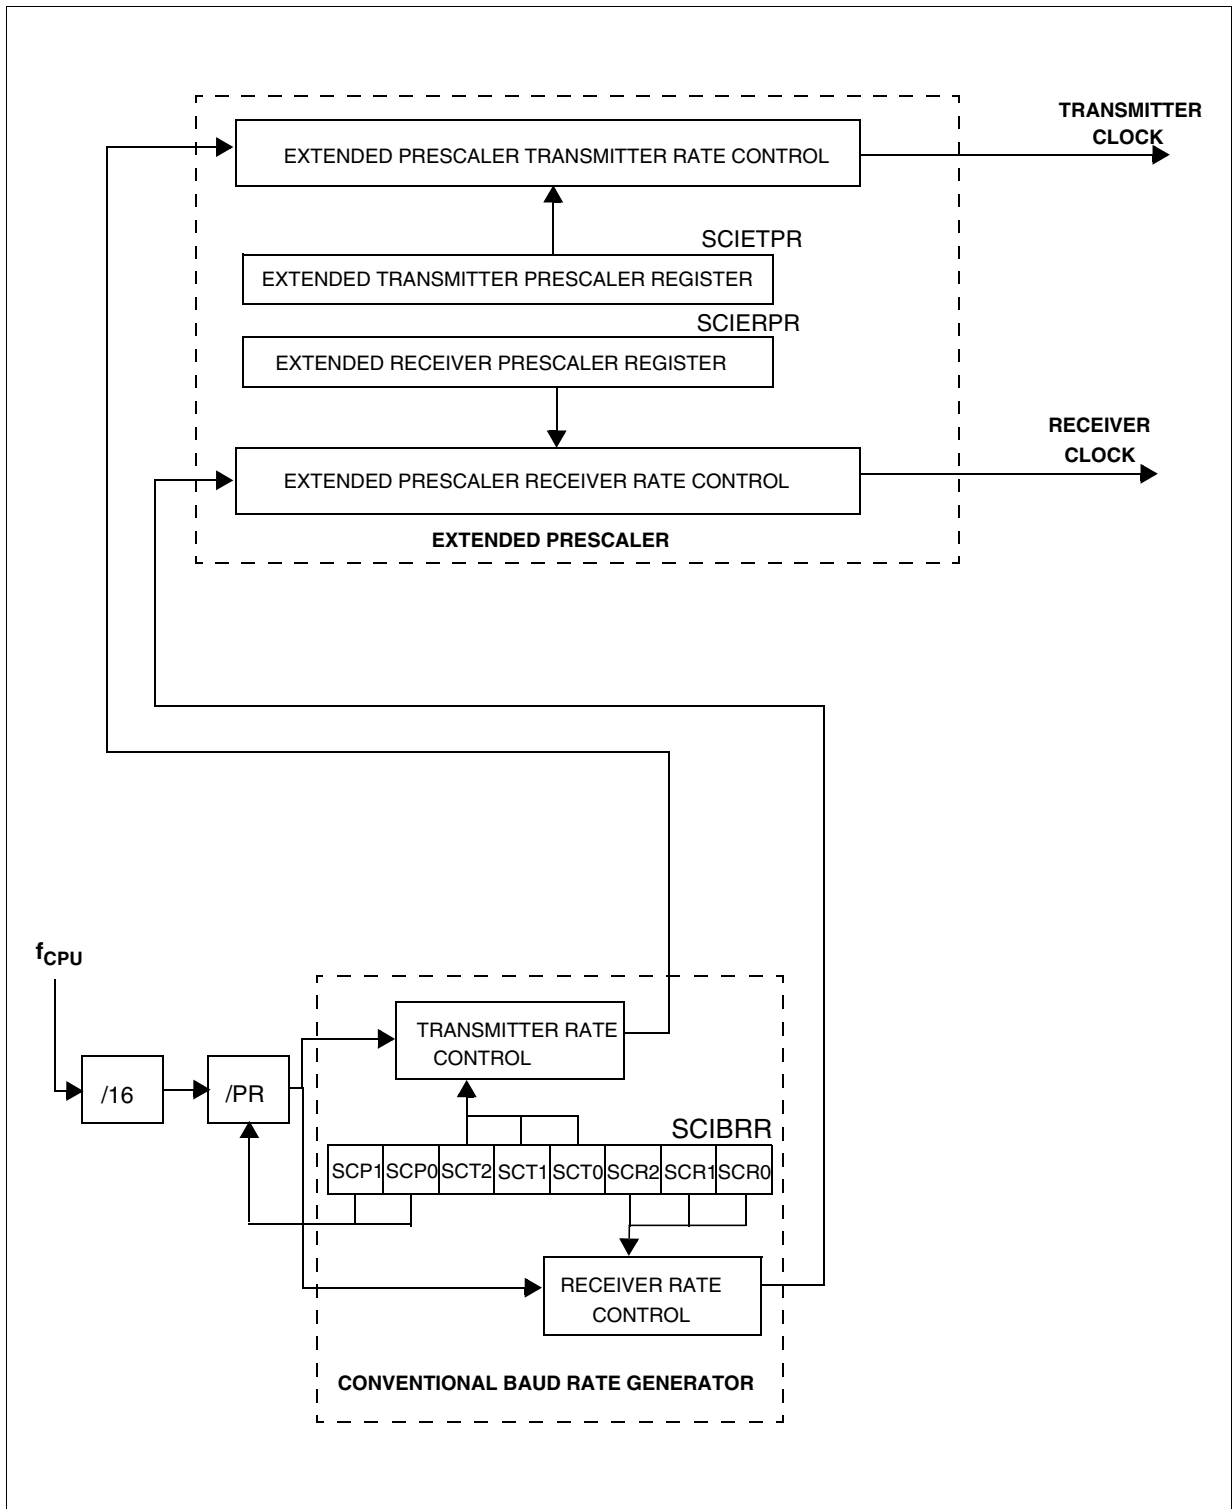 TRANSMITTER
CLOCK
EXTENDED PRESCALER TRANSMITTER RATE CONTROL
SCIETPR
EXTENDED TRANSMITTER PRESCALER REGISTER
SCIERPR
EXTENDED RECEIVER PRESCALER REGISTER
RECEIVER
CLOCK
EXTENDED PRESCALER RECEIVER RATE CONTROL
EXTENDED PRESCALER
fCPU
TRANSMITTER RATE
CONTROL
/16
/PR
SCIBRR
SCP1 SCP0 SCT2 SCT1 SCT0 SCR2 SCR1 SCR0
RECEIVER RATE
CONTROL
CONVENTIONAL BAUD RATE GENERATOR